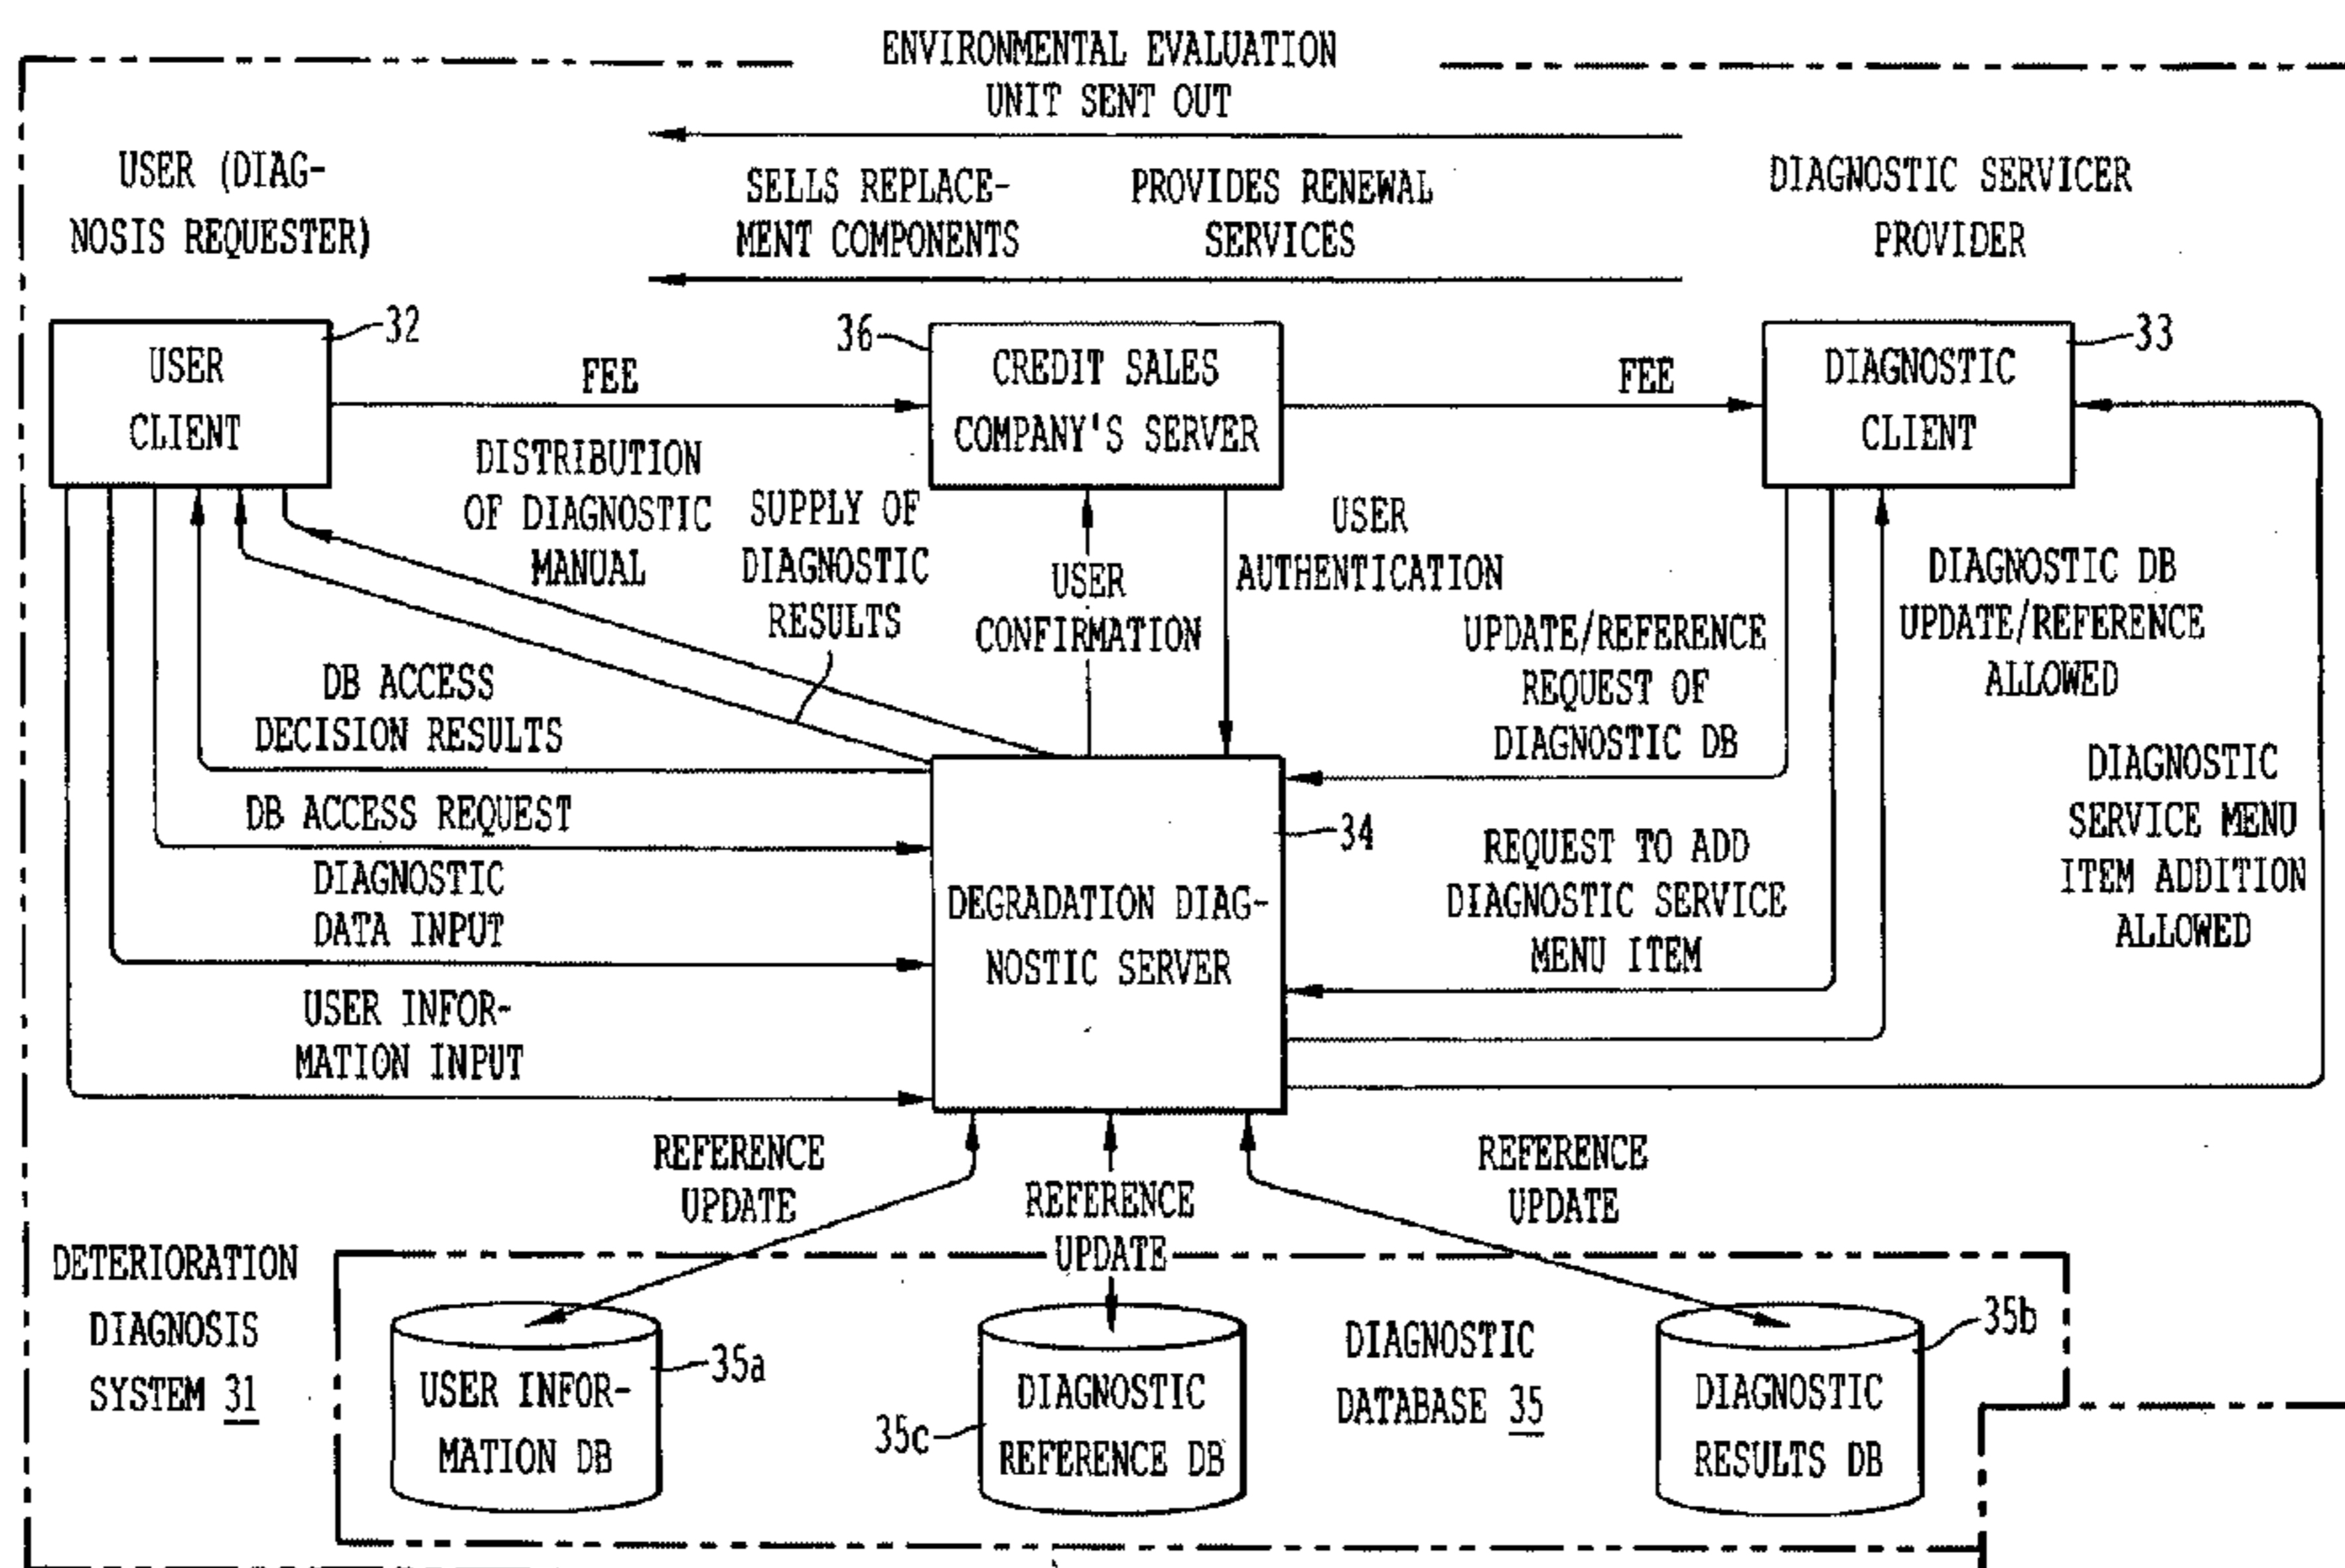 ENVIRONMENTAL EVALUATION
UNIT SENT OUT
USER (DIAG-
NOSIS REQUESTER)
SELLS REPLACE-
MENT COMPONENTS
PROVIDES RENEWAL
SERVICES
DIAGNOSTIC SERVICER
PROVIDER
32
USER
CLIENT
FEE
36
CREDIT SALES
COMPANY'S SERVER
FEE
33
DIAGNOSTIC
CLIENT
DISTRIBUTION
OF DIAGNOSTIC
MANUAL
SUPPLY OF
DIAGNOSTIC
RESULTS
USER
CONFIRMATION
USER
AUTHENTICATION
UPDATE/REFERENCE
REQUEST OF
DIAGNOSTIC DB
DIAGNOSTIC DB
UPDATE/REFERENCE
ALLOWED
DB ACCESS
DECISION RESULTS
DB ACCESS REQUEST
DIAGNOSTIC
DATA INPUT
USER INFOR-
MATION INPUT
34
DEGRADATION DIAG-
NOSTIC SERVER
REQUEST TO ADD
DIAGNOSTIC SERVICE
MENU ITEM
DIAGNOSTIC
SERVICE MENU
ITEM ADDITION
ALLOWED
REFERENCE
UPDATE
REFERENCE
UPDATE
REFERENCE
UPDATE
DETERIORATION
DIAGNOSIS
SYSTEM 31
35a
USER INFOR-
MATION DB
35c
DIAGNOSTIC
REFERENCE DB
DIAGNOSTIC
DATABASE 35
35b
DIAGNOSTIC
RESULTS DB